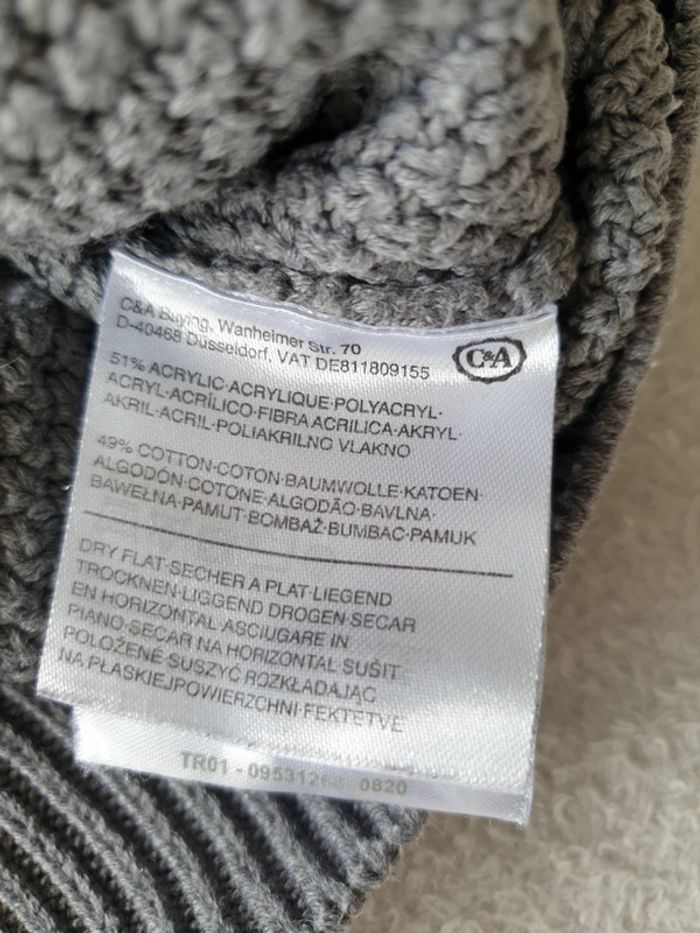 C&A Buying, Wanheimer Str. 70
D-40468 Düsseldorf. VAT DE811809155
C&A
51% ACRYLIC·ACRYLIQUE·POLYACRYL·
ACRYL·ACRÍLICO·FIBRA ACRILICA·AKRYL·
AKRIL·ACRIL·POLIAKRILNO VLAKNO
49% COTTON·COTON·BAUMWOLLE·KATOEN·
ALGODÓN·COTONE·ALGODÃO·BAVLNA·
BAWEŁNA·PAMUT·BOMBAŽ·BUMBAC·PAMUK
DRY FLAT·SECHER A PLAT·LIEGEND
TROCKNEN·LIGGEND DROGEN·SECAR
EN HORIZONTAL·ASCIUGARE IN
PIANO·SECAR NA HORIZONTAL·SUŠIT
POLOŽENÉ·SUSZYĆ ROZKŁADAJĄC
NA PŁASKIEJPOWIERZCHNI·FEKTETVE
TR01 - 0820